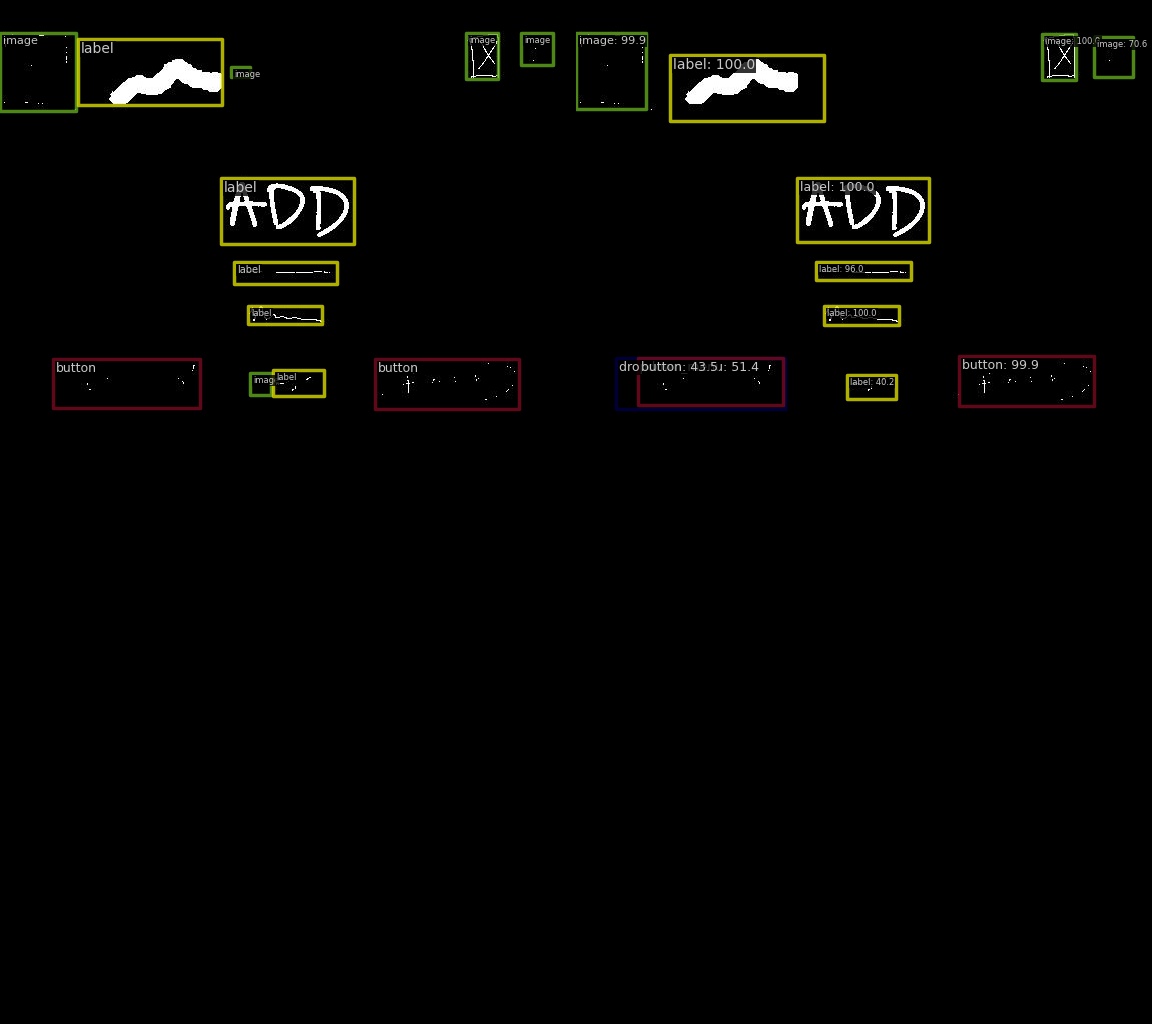 image label image image image: 99.9 label: 100.0 image: 100.0 image: 70.6
image
label label: 100.0
ADD ADD
label label: 96.0
label label: 100.0
button image label button button: 43.5 51.4 label: 40.2 button: 99.9